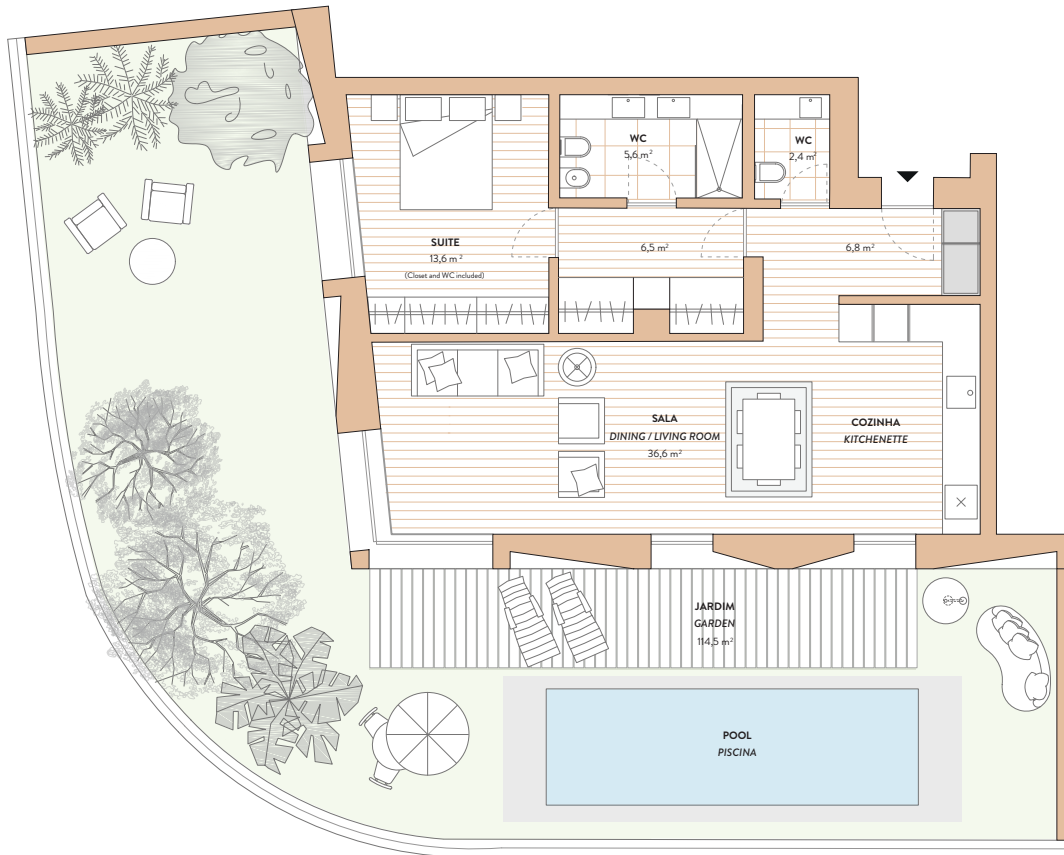 WC
5,6 m²
WC
2,4 m²
SUITE
13,6 m²
(Closet and WC included)
6,5 m²
6,8 m²
SALA
DINING / LIVING ROOM
36,6 m²
COZINHA
KITCHENETTE
JARDIM
GARDEN
114,5 m²
POOL
PISCINA